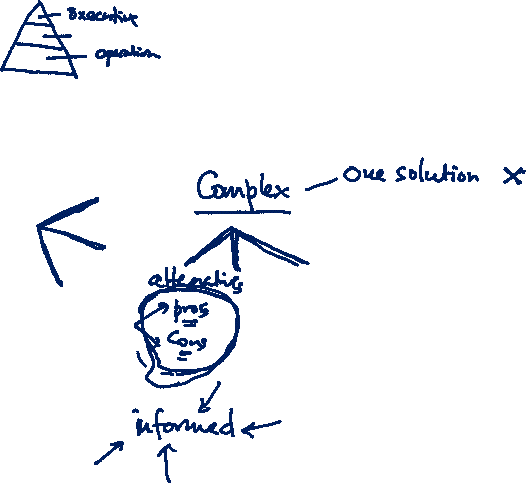 executive
operation
Complex
One solution ×
alternatives
pros
Cons
informed